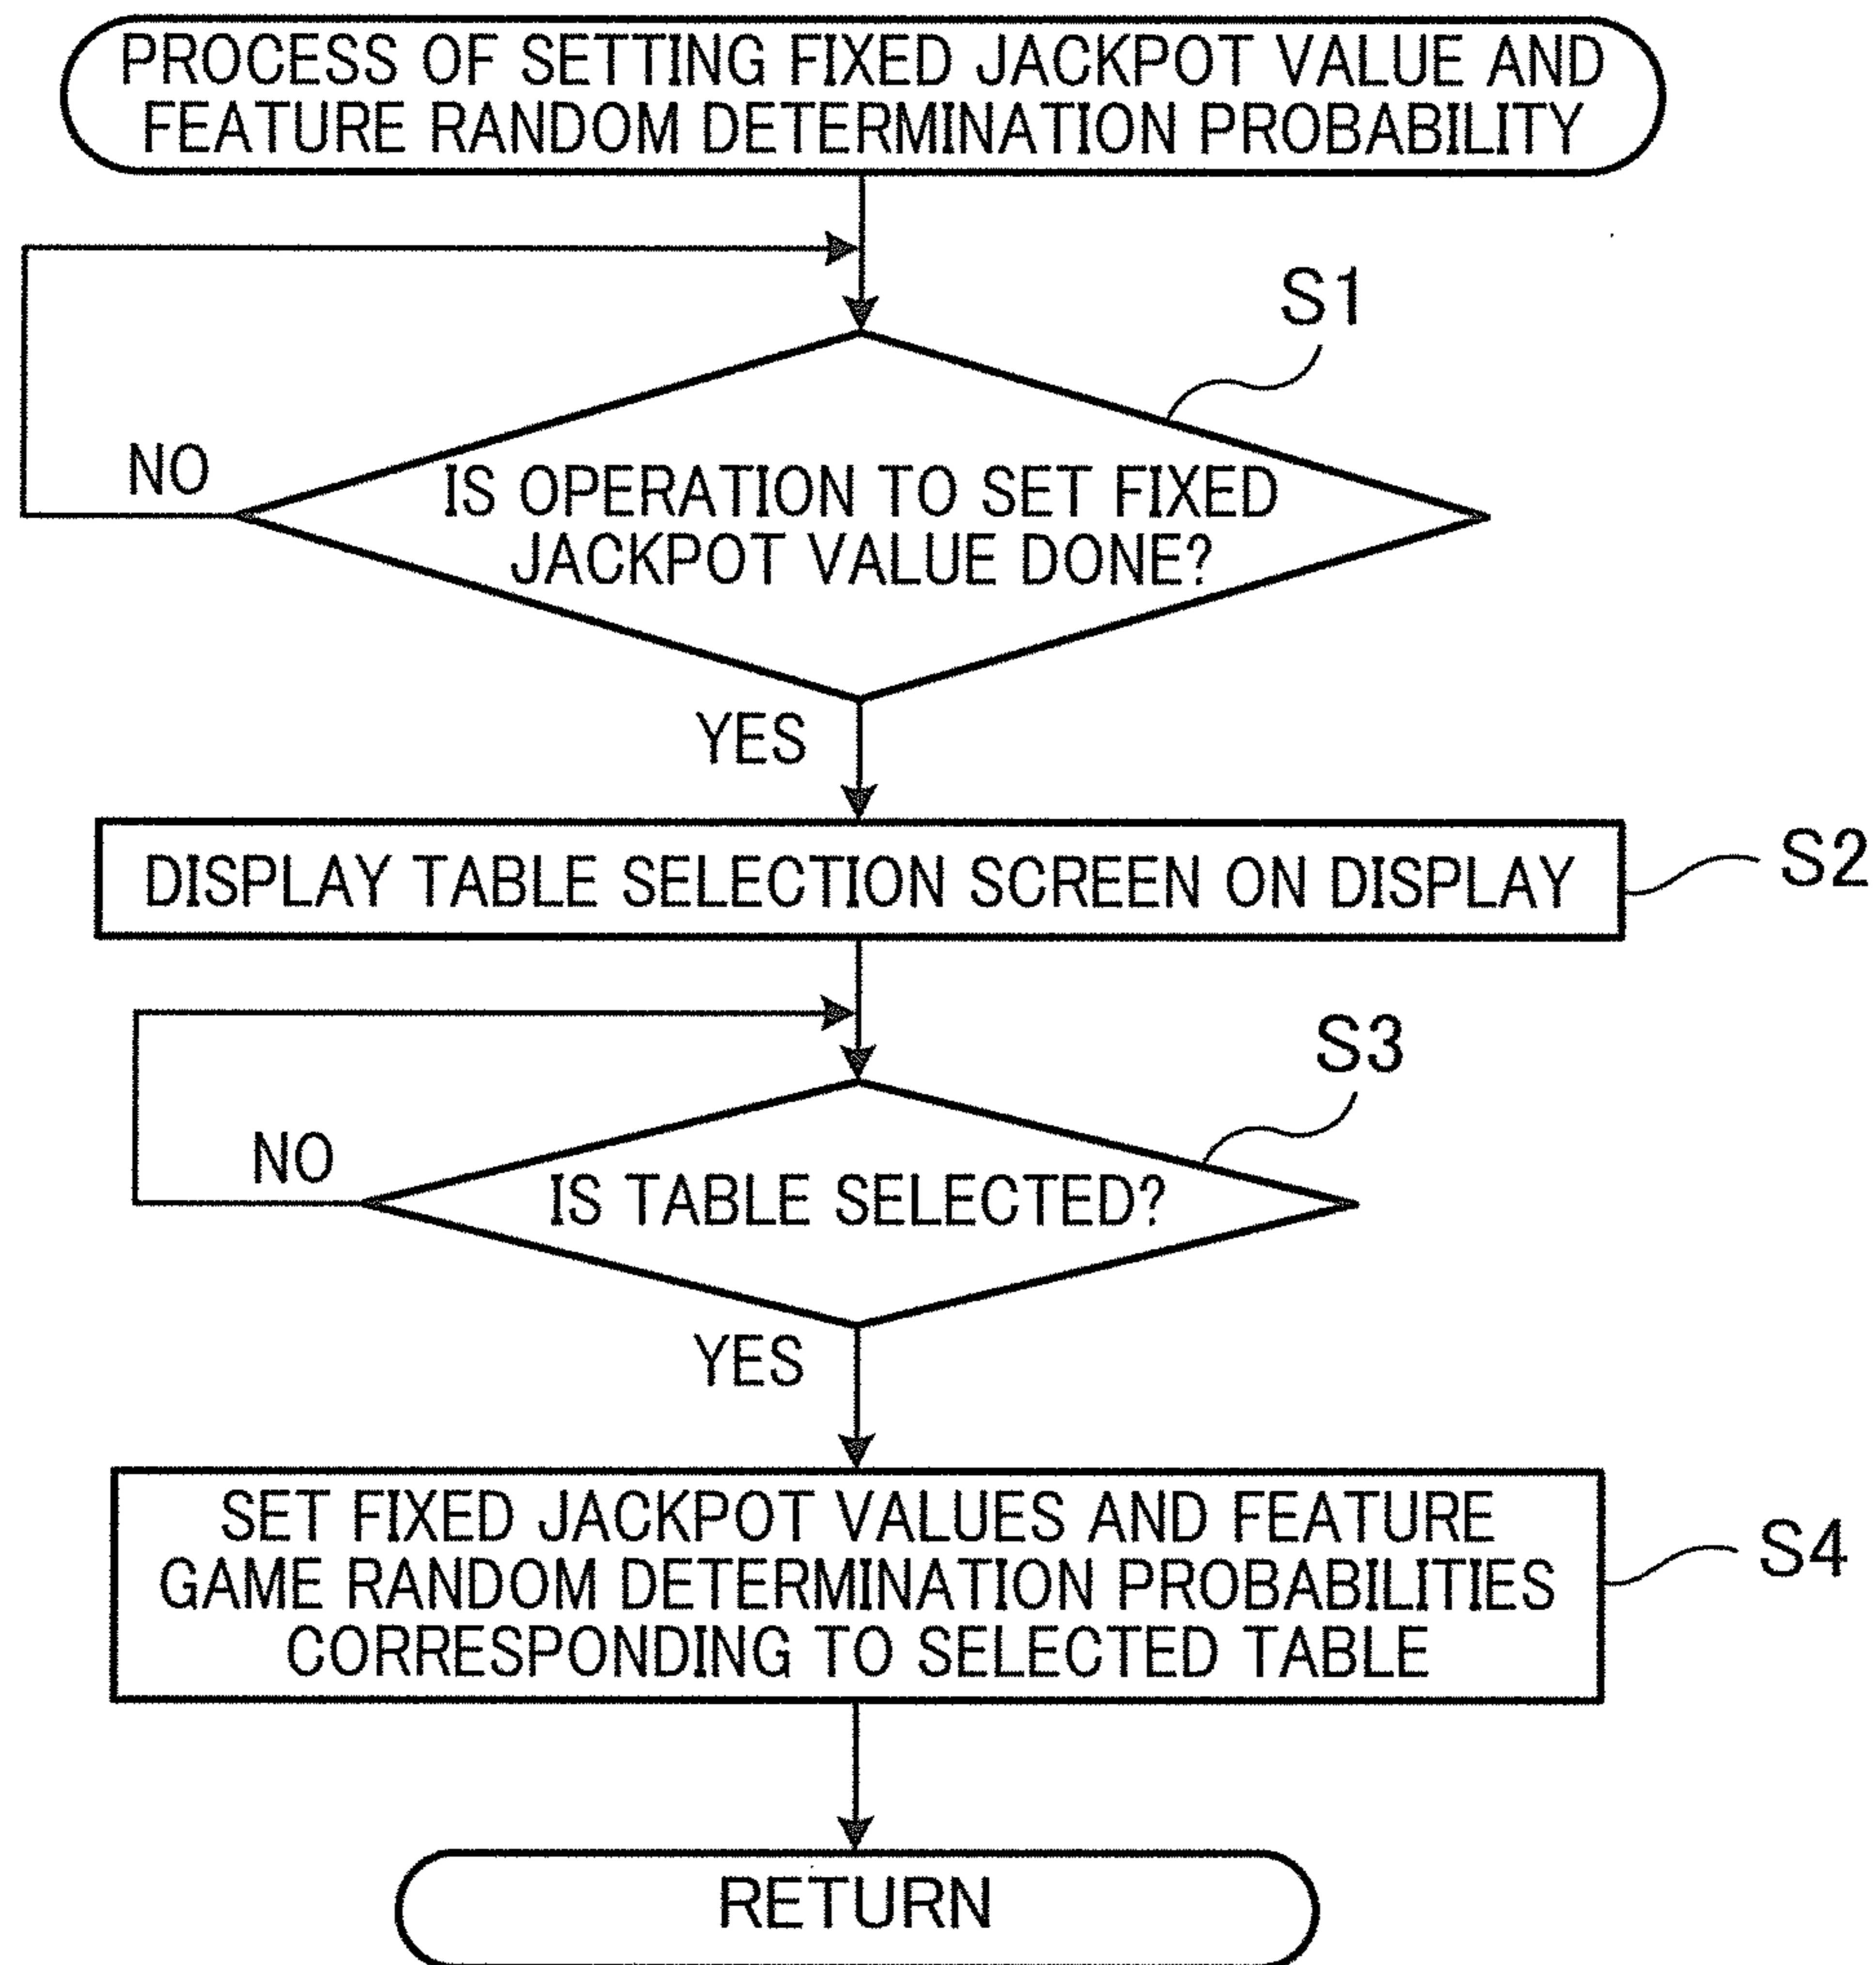 PROCESS OF SETTING FIXED JACKPOT VALUE AND
FEATURE RANDOM DETERMINATION PROBABILITY
S1
NO
IS OPERATION TO SET FIXED
JACKPOT VALUE DONE?
YES
DISPLAY TABLE SELECTION SCREEN ON DISPLAY
S2
S3
NO
IS TABLE SELECTED?
YES
SET FIXED JACKPOT VALUES AND FEATURE
GAME RANDOM DETERMINATION PROBABILITIES
CORRESPONDING TO SELECTED TABLE
S4
RETURN